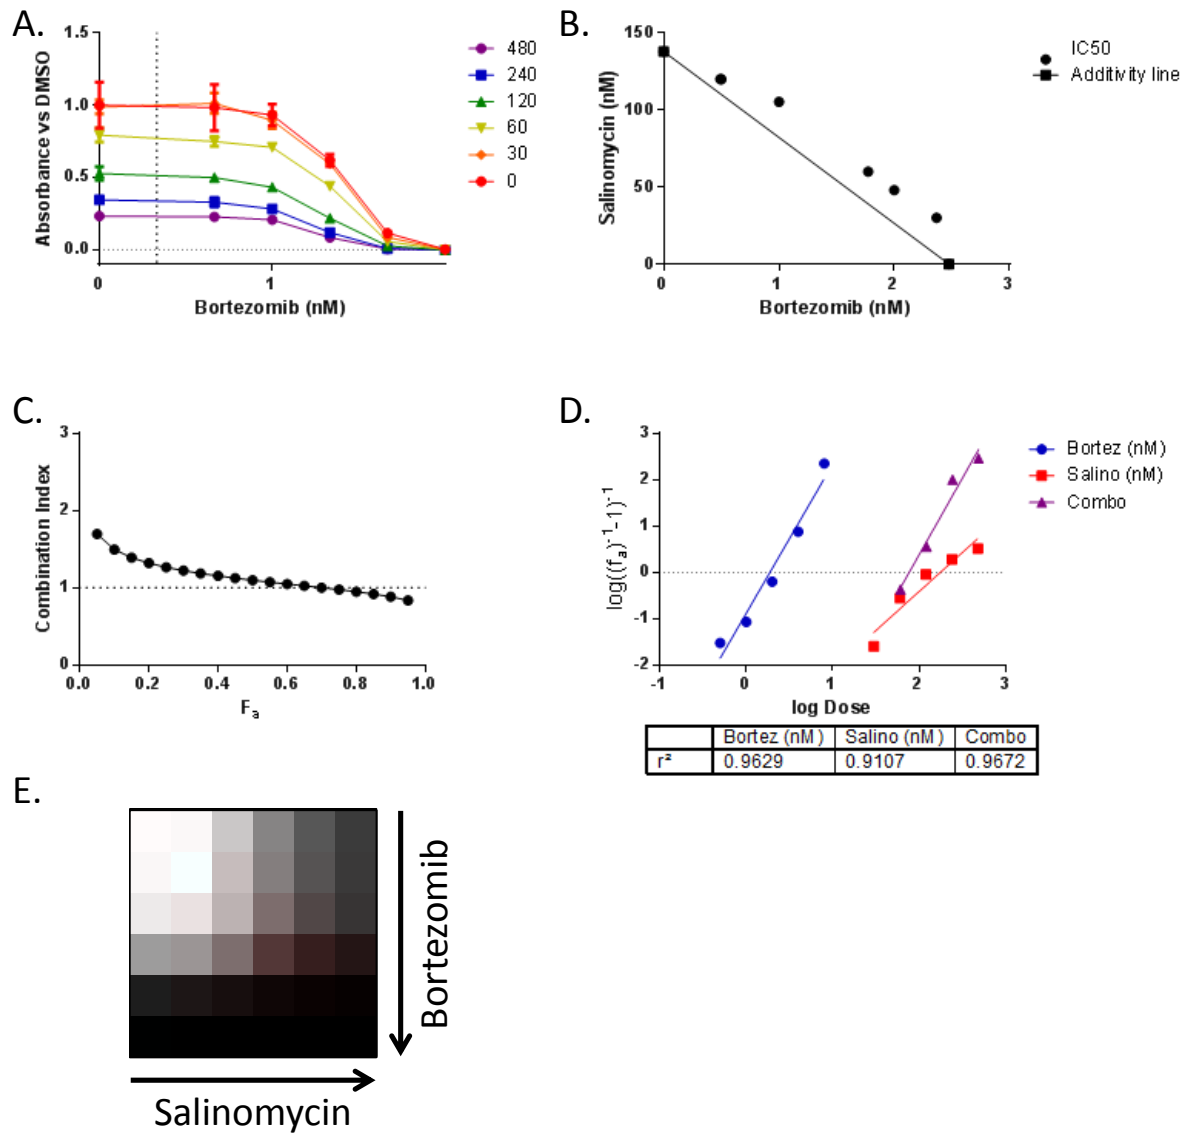 A.
1.5
1.0
0.5
0.0
Absorbance vs DMSO
0
1
Bortezomib (nM)
480
240
120
60
30
0
B.
150
100
50
0
Salinomycin (nM)
0
1
2
3
Bortezomib (nM)
IC50
Additivity line
C.
3
2
1
0
Combination Index
0.0
0.2
0.4
0.6
0.8
1.0
Fa
D.
3
2
1
0
-1
-2
log((fa)-1-1)-1
-1
0
1
2
3
log Dose
Bortez (nM)
Salino (nM)
Combo
Bortez (nM) Salino (nM) Combo
r² 0.9629 0.9107 0.9672
E.
Bortezomib
Salinomycin